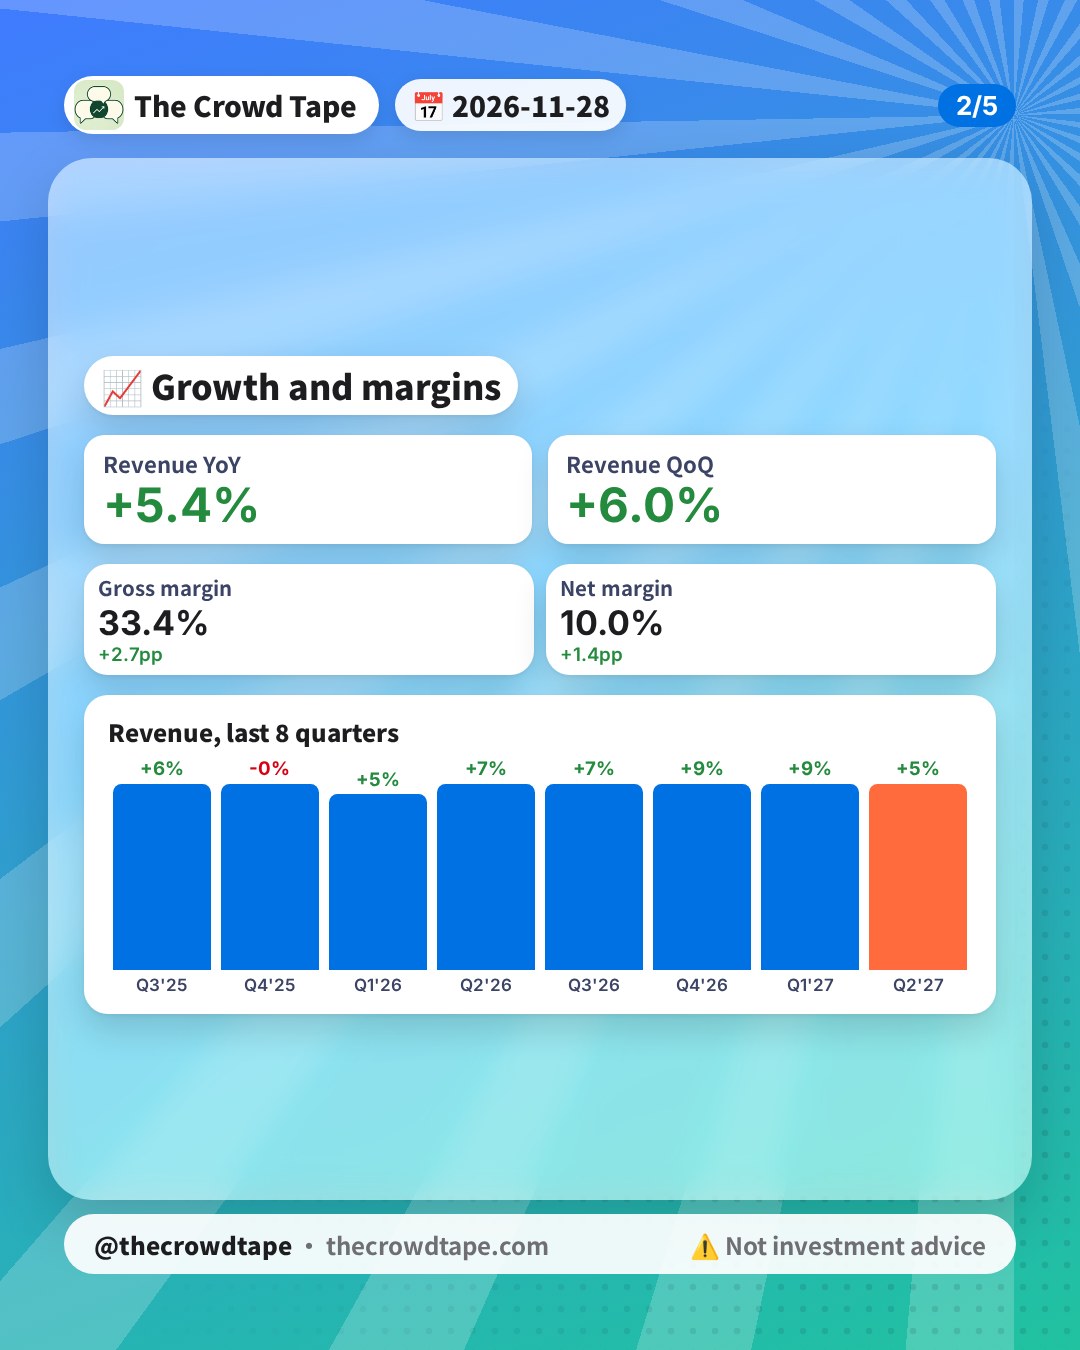 The Crowd Tape
📅 2026-11-28
2/5
📈 Growth and margins
Revenue YoY
+5.4%
Revenue QoQ
+6.0%
Gross margin
33.4%
+2.7pp
Net margin
10.0%
+1.4pp
Revenue, last 8 quarters
+6% -0% +5% +7% +7% +9% +9% +5%
Q3'25 Q4'25 Q1'26 Q2'26 Q3'26 Q4'26 Q1'27 Q2'27
@thecrowdtape • thecrowdtape.com
⚠️ Not investment advice